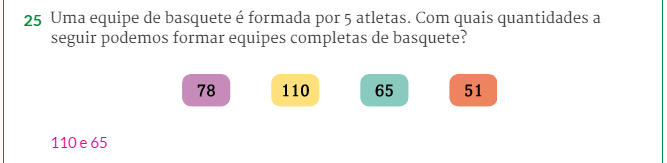 25 Uma equipe de basquete é formada por 5 atletas. Com quais quantidades a
seguir podemos formar equipes completas de basquete?
78 110 65 51
110 e 65